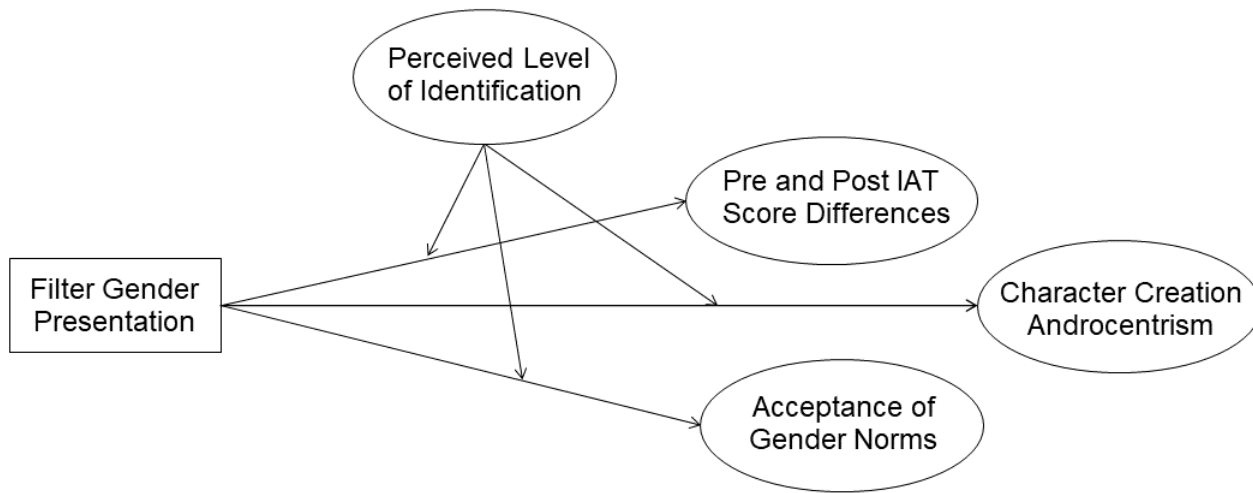 Perceived Level
of Identification
Pre and Post IAT
Score Differences
Filter Gender
Presentation
Character Creation
Androcentrism
Acceptance of
Gender Norms